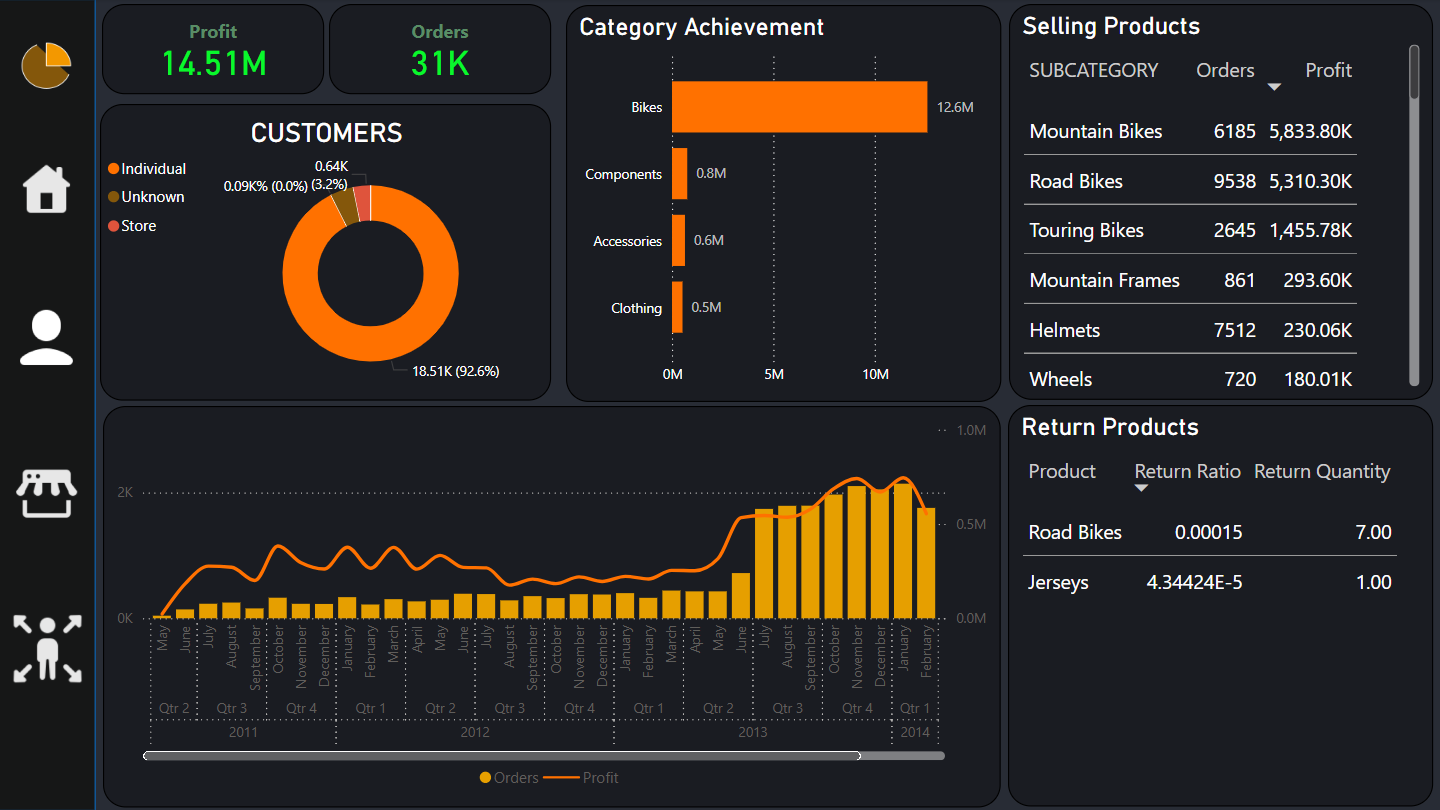 Profit
14.51M
Orders
31K
CUSTOMERS
Individual
Unknown
Store
0.64K
(3.2%)
0.09K% (0.0%)
18.51K (92.6%)
Category Achievement
Bikes
12.6M
Components
0.8M
Accessories
0.6M
Clothing
0.5M
0M 5M 10M
Selling Products
SUBCATEGORY Orders Profit
Mountain Bikes 6185 5,833.80K
Road Bikes 9538 5,310.30K
Touring Bikes 2645 1,455.78K
Mountain Frames 861 293.60K
Helmets 7512 230.06K
Wheels 720 180.01K
1.0M
2K
0.5M
0K
0.0M
May June July August September October November December January February March April May June July August September October November December January February March April May June July August September October November December January February
Qtr 2 Qtr 3 Qtr 4 Qtr 1 Qtr 2 Qtr 3 Qtr 4 Qtr 1 Qtr 2 Qtr 3 Qtr 4 Qtr 1
2011 2012 2013 2014
Orders Profit
Return Products
Product Return Ratio Return Quantity
Road Bikes 0.00015 7.00
Jerseys 4.34424E-5 1.00